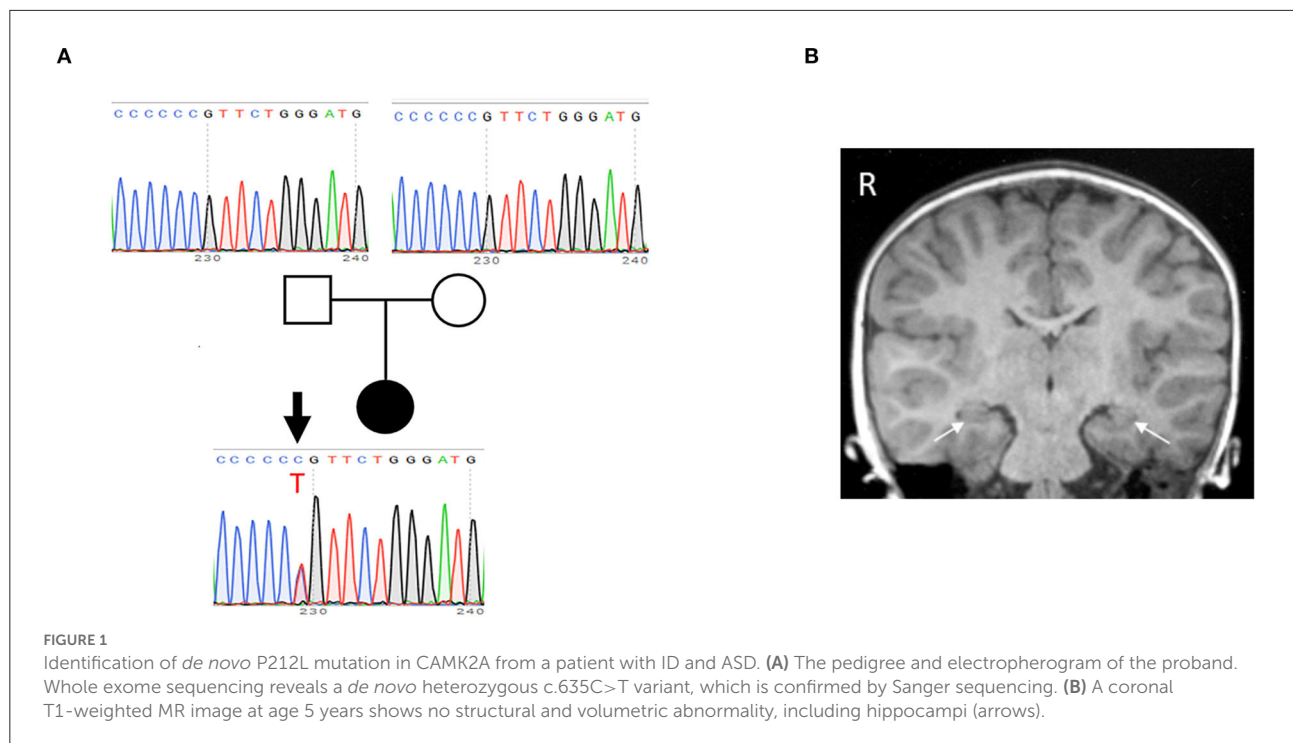 A
B
C C C C C C G T T C T G G G A T G
C C C C C C G T T C T G G G A T G
230
240
230
240
R
C C C C C C G T T C T G G G A T G
T
230
240
FIGURE 1
Identification of de novo P212L mutation in CAMK2A from a patient with ID and ASD. (A) The pedigree and electropherogram of the proband.
Whole exome sequencing reveals a de novo heterozygous c.635C>T variant, which is confirmed by Sanger sequencing. (B) A coronal
T1-weighted MR image at age 5 years shows no structural and volumetric abnormality, including hippocampi (arrows).